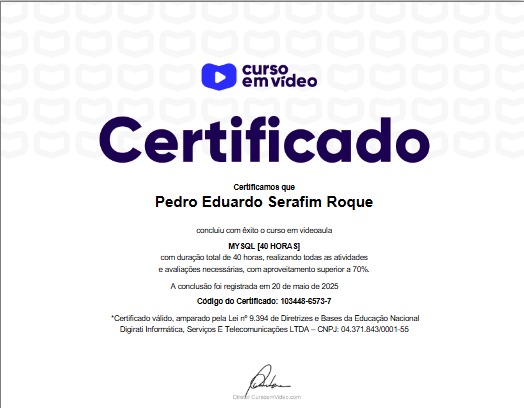 curso
em vídeo
Certificado
Certificamos que
Pedro Eduardo Serafim Roque
concluiu com êxito o curso em videoaula
MYSQL [40 HORAS]
com duração total de 40 horas, realizando todas as atividades
e avaliações necessárias, com aproveitamento superior a 70%.
A conclusão foi registrada em 20 de maio de 2025
Código do Certificado: 103448-6573-7
*Certificado válido, amparado pela Lei nº 9.394 de Diretrizes e Bases da Educação Nacional
Digirati Informática, Serviços E Telecomunicações LTDA – CNPJ: 04.371.843/0001-55
Diretor CursoemVideo.com